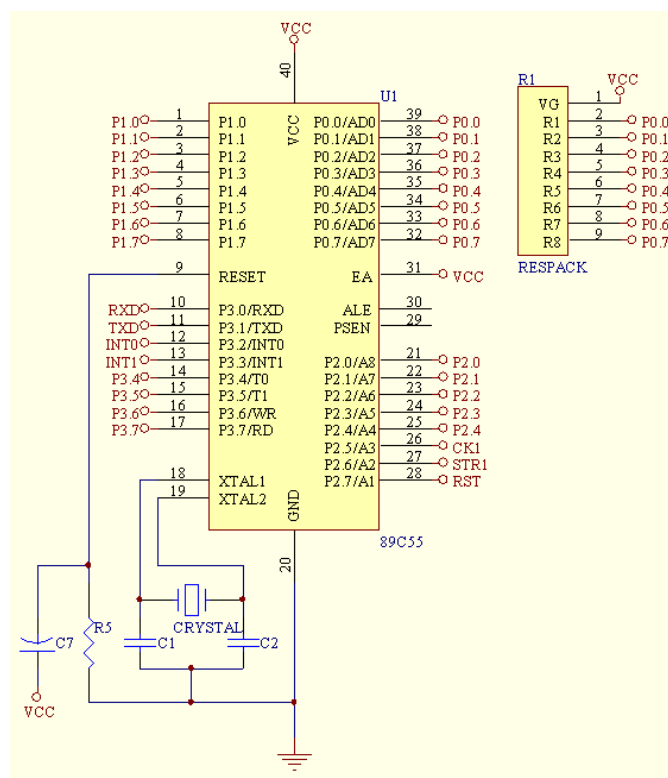 VCC
40
U1
P1.0 1 P1.0 VCC P0.0/AD0 39 P0.0
P1.1 2 P1.1 P0.1/AD1 38 P0.1
P1.2 3 P1.2 P0.2/AD2 37 P0.2
P1.3 4 P1.3 P0.3/AD3 36 P0.3
P1.4 5 P1.4 P0.4/AD4 35 P0.4
P1.5 6 P1.5 P0.5/AD5 34 P0.5
P1.6 7 P1.6 P0.6/AD6 33 P0.6
P1.7 8 P1.7 P0.7/AD7 32 P0.7
9 RESET EA 31 VCC
RXD 10 P3.0/RXD ALE 30
TXD 11 P3.1/TXD PSEN 29
INT0 12 P3.2/INT0
INT1 13 P3.3/INT1 P2.0/A8 21 P2.0
P3.4 14 P3.4/T0 P2.1/A7 22 P2.1
P3.5 15 P3.5/T1 P2.2/A6 23 P2.2
P3.6 16 P3.6/WR P2.3/A5 24 P2.3
P3.7 17 P3.7/RD P2.4/A4 25 P2.4
P2.5/A3 26 CK1
P2.6/A2 27 STR1
18 XTAL1 P2.7/A1 28 RST
19 XTAL2 GND
89C55
20
R1
VCC
VG 1
R1 2 P0.0
R2 3 P0.1
R3 4 P0.2
R4 5 P0.3
R5 6 P0.4
R6 7 P0.5
R7 8 P0.6
R8 9 P0.7
RESPACK
C7 R5 CRYSTAL
C1 C2
VCC